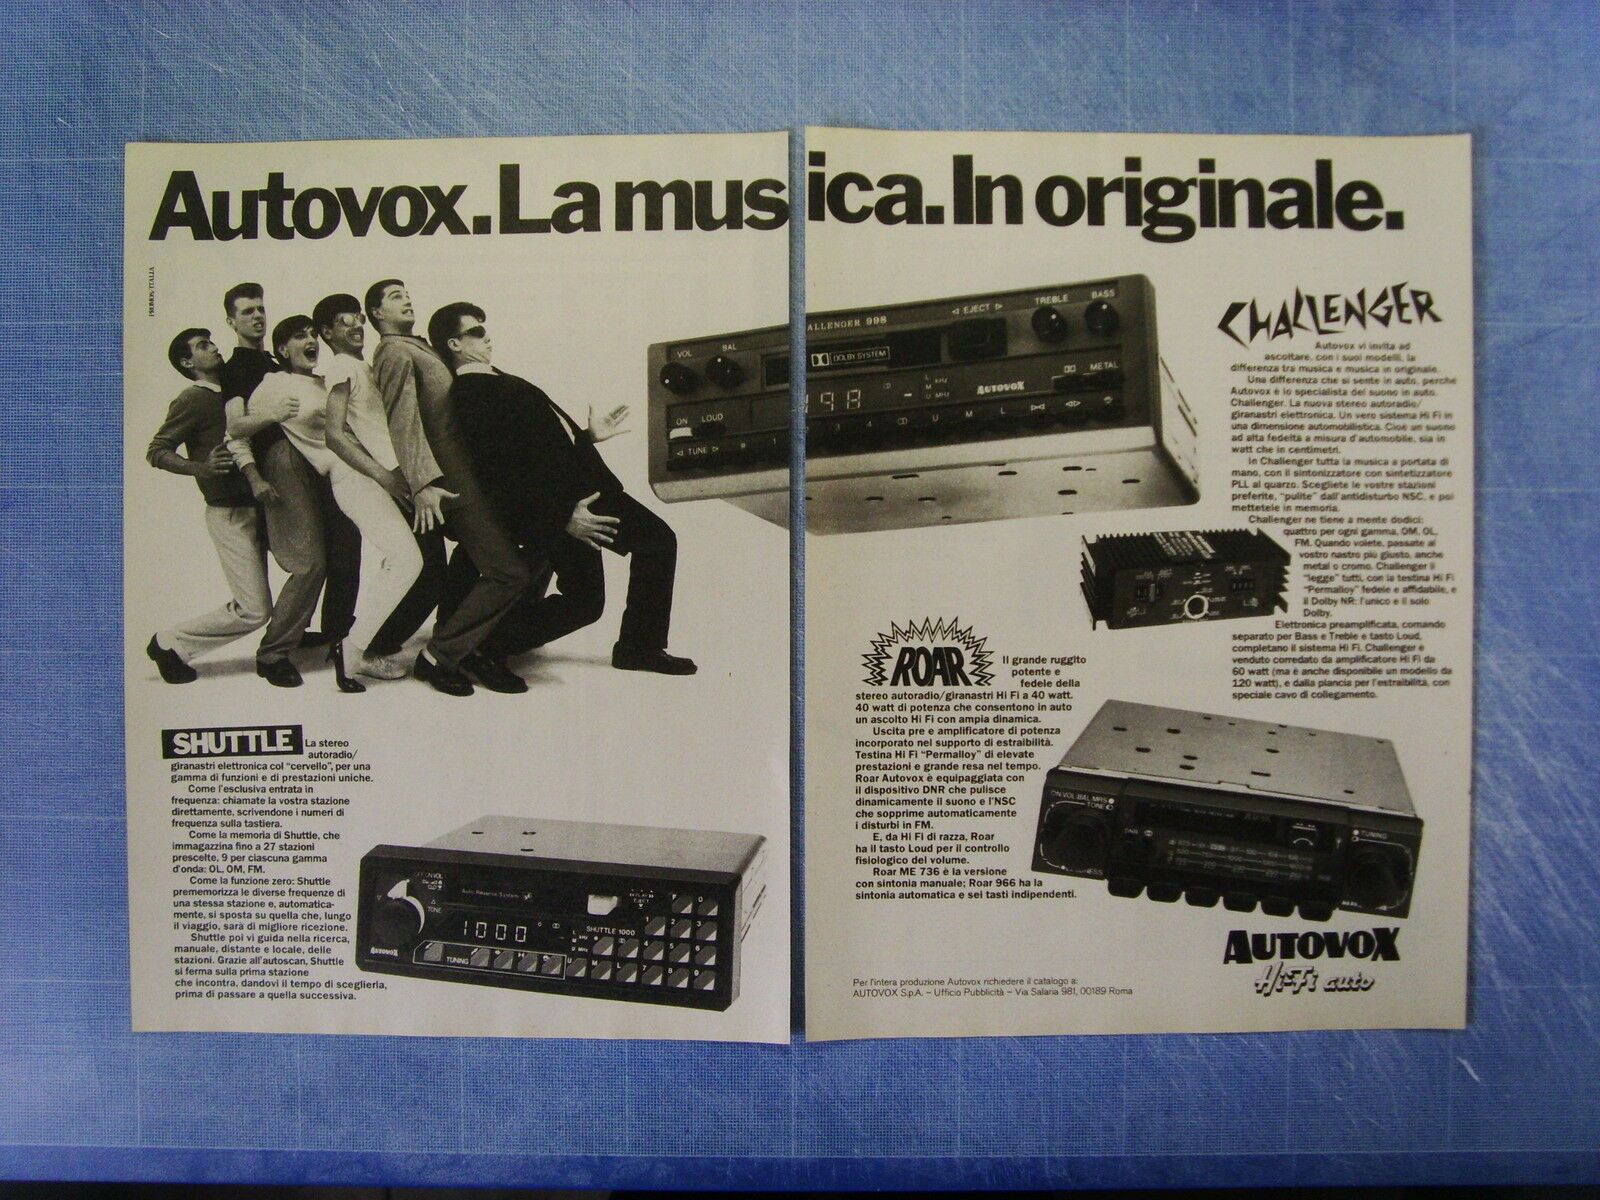 Autovox. La musica. In originale.
PROMOS/ITALIA
SHUTTLE La stereo
autoradio/
giranastri elettronica col "cervello", per una
gamma di funzioni e di prestazioni uniche.
Come l'esclusiva entrata in
frequenza: chiamate la vostra stazione
direttamente, scrivendone i numeri di
frequenza sulla tastiera.
Come la memoria di Shuttle, che
immagazzina fino a 27 stazioni
prescelte, 9 per ciascuna gamma
d'onda: OL, OM, FM.
Come la funzione zero: Shuttle
prememorizza le diverse frequenze di
una stessa stazione e, automatica-
mente, si sposta su quella che, lungo
il viaggio, sarà di migliore ricezione.
Shuttle poi vi guida nella ricerca,
manuale, distante e locale, delle
stazioni. Grazie all'autoscan, Shuttle
si ferma sulla prima stazione
che incontra, dandovi il tempo di sceglierla,
prima di passare a quella successiva.
ON VOL
TONE
Auto Reverse System
EJECT
1000
SHUTTLE 1000
AUTOVOX
TUNING
U M L
ALLENGER 998
◁ EJECT ▷
TREBLE
BASS
VOL
BAL
DOLBY SYSTEM
METAL
AUTOVOX
98
L KHz
M
U MHz
ON LOUD
◁ TUNE ▷
1
3 4
U M L
CHALLENGER
Autovox vi invita ad
ascoltare, con i suoi modelli, la
differenza tra musica e musica in originale.
Una differenza che si sente in auto, perché
Autovox è lo specialista del suono in auto.
Challenger. La nuova stereo autoradio/
giranastri elettronica. Un vero sistema Hi Fi in
una dimensione automobilistica. Cioè un suono
ad alta fedeltà a misura d'automobile, sia in
watt che in centimetri.
In Challenger tutta la musica a portata di
mano, con il sintonizzatore con sintetizzatore
PLL al quarzo. Scegliete le vostre stazioni
preferite, "pulite" dall'antidisturbo NSC, e poi
mettetele in memoria.
Challenger ne tiene a mente dodici:
quattro per ogni gamma, OM, OL,
FM. Quando volete, passate al
vostro nastro più giusto, anche
metal o cromo. Challenger li
"legge" tutti, con la testina Hi Fi
"Permalloy" fedele e affidabile, e
il Dolby NR: l'unico e il solo
Dolby.
Elettronica preamplificata, comando
separato per Bass e Treble e tasto Loud,
completano il sistema Hi Fi. Challenger è
venduto corredato da amplificatore Hi Fi da
60 watt (ma è anche disponibile un modello da
120 watt), e dalla plancia per l'estraibilità, con
speciale cavo di collegamento.
ROAR Il grande ruggito
potente e
fedele della
stereo autoradio/giranastri Hi Fi a 40 watt.
40 watt di potenza che consentono in auto
un ascolto Hi Fi con ampia dinamica.
Uscita pre e amplificatore di potenza
incorporato nel supporto di estraibilità.
Testina Hi Fi "Permalloy" di elevate
prestazioni e grande resa nel tempo.
Roar Autovox è equipaggiata con
il dispositivo DNR che pulisce
dinamicamente il suono e l'NSC
che sopprime automaticamente
i disturbi in FM.
E, da Hi Fi di razza, Roar
ha il tasto Loud per il controllo
fisiologico del volume.
Roar ME 736 è la versione
con sintonia manuale; Roar 966 ha la
sintonia automatica e sei tasti indipendenti.
ON.VOL-BAL
TONE
TUNING
DNR
AUTOVOX
Hi-Fi auto
Per l'intera produzione Autovox richiedere il catalogo a:
AUTOVOX S.p.A. – Ufficio Pubblicità – Via Salaria 981, 00189 Roma